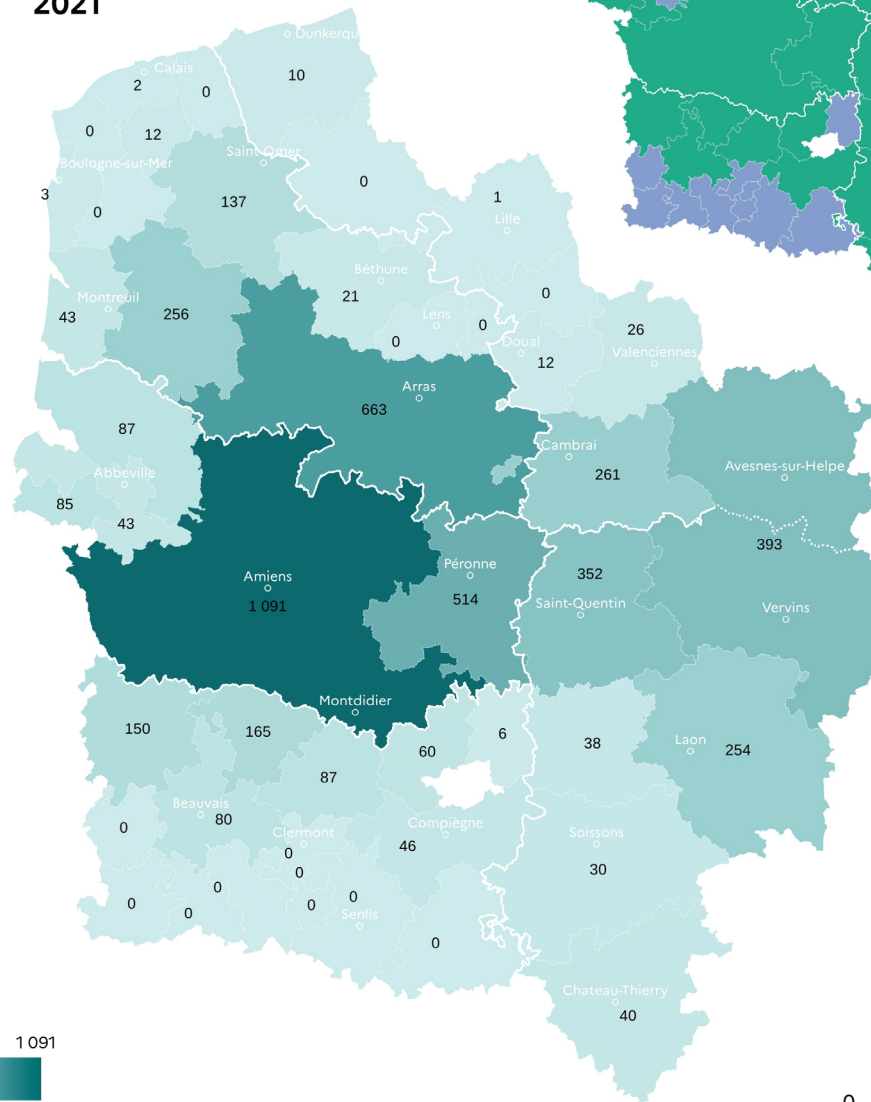 2021
Dunkerqu
10
Calais
2
0
0
12
Boulogne-sur-Mer
Saint-Omer
3
0
137
0
1
Lille
Béthune
21
Montreuil
43
256
Lens
0
0
0
Douai
12
26
Valenciennes
Arras
663
87
Abbeville
85
43
Cambrai
261
Avesnes-sur-Helpe
393
Amiens
1 091
Péronne
514
352
Saint-Quentin
Vervins
Montdidier
150
165
60
6
38
Laon
254
87
Beauvais
80
0
Clermont
0
0
Compiègne
46
Soissons
30
0
0
0
0
0
Senlis
0
Chateau-Thierry
40
1 091
0